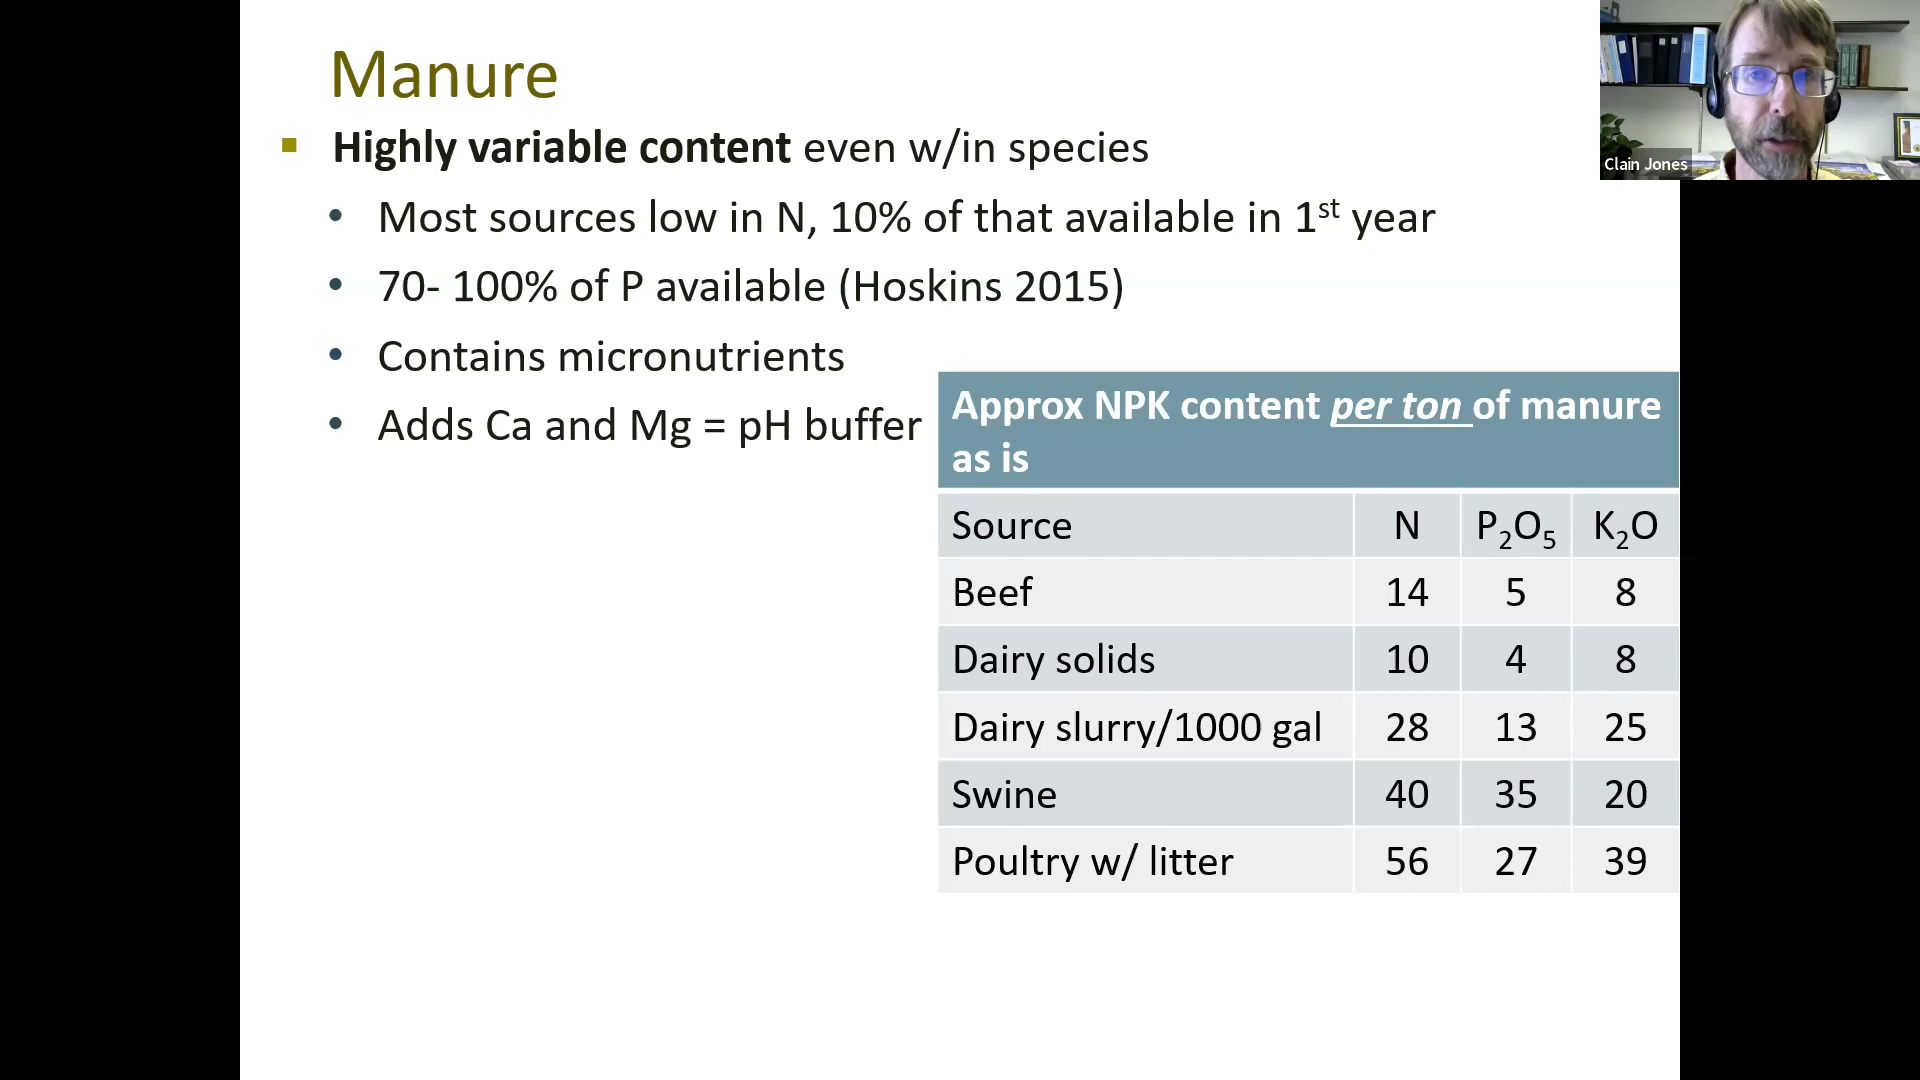 Manure
Highly variable content even w/in species
Most sources low in N, 10% of that available in 1st year
70- 100% of P available (Hoskins 2015)
Contains micronutrients
Adds Ca and Mg = pH buffer
Approx NPK content per ton of manure
as is
Source N P2O5 K2O
Beef 14 5 8
Dairy solids 10 4 8
Dairy slurry/1000 gal 28 13 25
Swine 40 35 20
Poultry w/ litter 56 27 39
Clain Jones